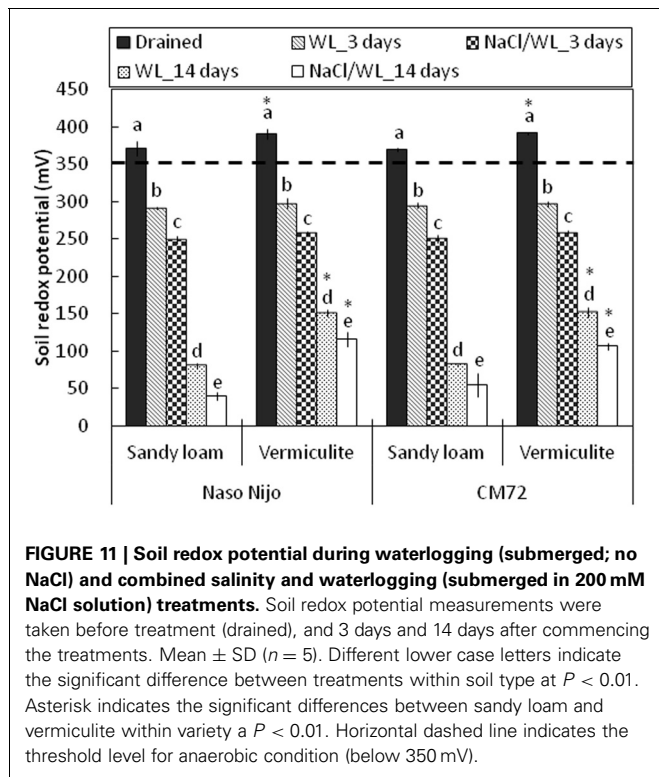 Drained WL_3 days NaCl/WL_3 days
WL_14 days NaCl/WL_14 days
Soil redox potential (mV)
450
400
350
300
250
200
150
100
50
0
a b c d e
* a b c * d * e
a b c d e
* a b c * d * e
Sandy loam Vermiculite Sandy loam Vermiculite
Naso Nijo CM72
FIGURE 11 | Soil redox potential during waterlogging (submerged; no
NaCl) and combined salinity and waterlogging (submerged in 200 mM
NaCl solution) treatments. Soil redox potential measurements were
taken before treatment (drained), and 3 days and 14 days after commencing
the treatments. Mean ± SD (n = 5). Different lower case letters indicate
the significant difference between treatments within soil type at P < 0.01.
Asterisk indicates the significant differences between sandy loam and
vermiculite within variety a P < 0.01. Horizontal dashed line indicates the
threshold level for anaerobic condition (below 350 mV).